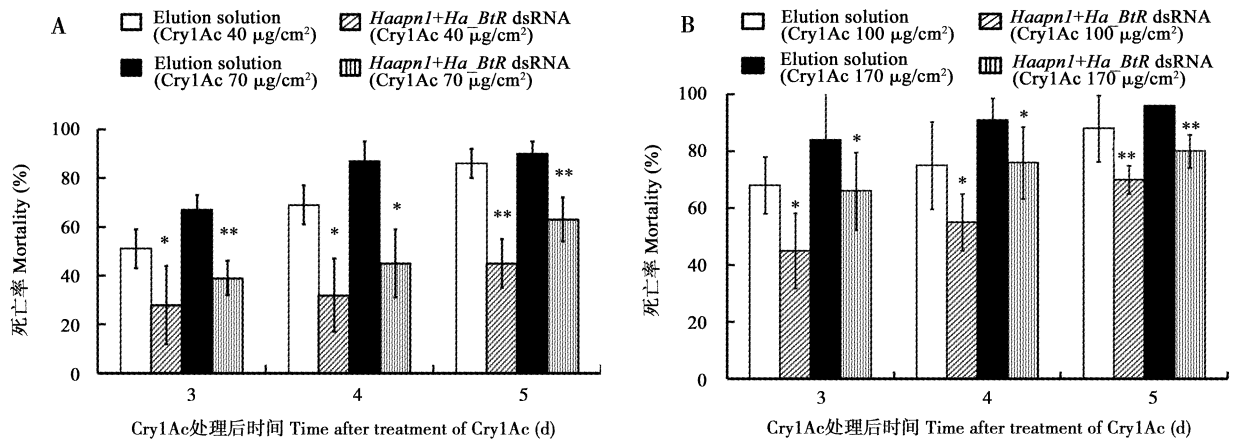 A
Elution solution
(Cry1Ac 40 μg/cm²)
Haapn1+Ha_BtR dsRNA
(Cry1Ac 40 μg/cm²)
Elution solution
(Cry1Ac 70 μg/cm²)
Haapn1+Ha_BtR dsRNA
(Cry1Ac 70 μg/cm²)
死亡率 Mortality (%)
100
80
60
40
20
0
* ** * * ** **
3 4 5
Cry1Ac处理后时间 Time after treatment of Cry1Ac (d)
B
Elution solution
(Cry1Ac 100 μg/cm²)
Haapn1+Ha_BtR dsRNA
(Cry1Ac 100 μg/cm²)
Elution solution
(Cry1Ac 170 μg/cm²)
Haapn1+Ha_BtR dsRNA
(Cry1Ac 170 μg/cm²)
死亡率 Mortality (%)
100
80
60
80
60
0
* * * * ** **
3 4 5
Cry1Ac处理后时间 Time after treatment of Cry1Ac (d)